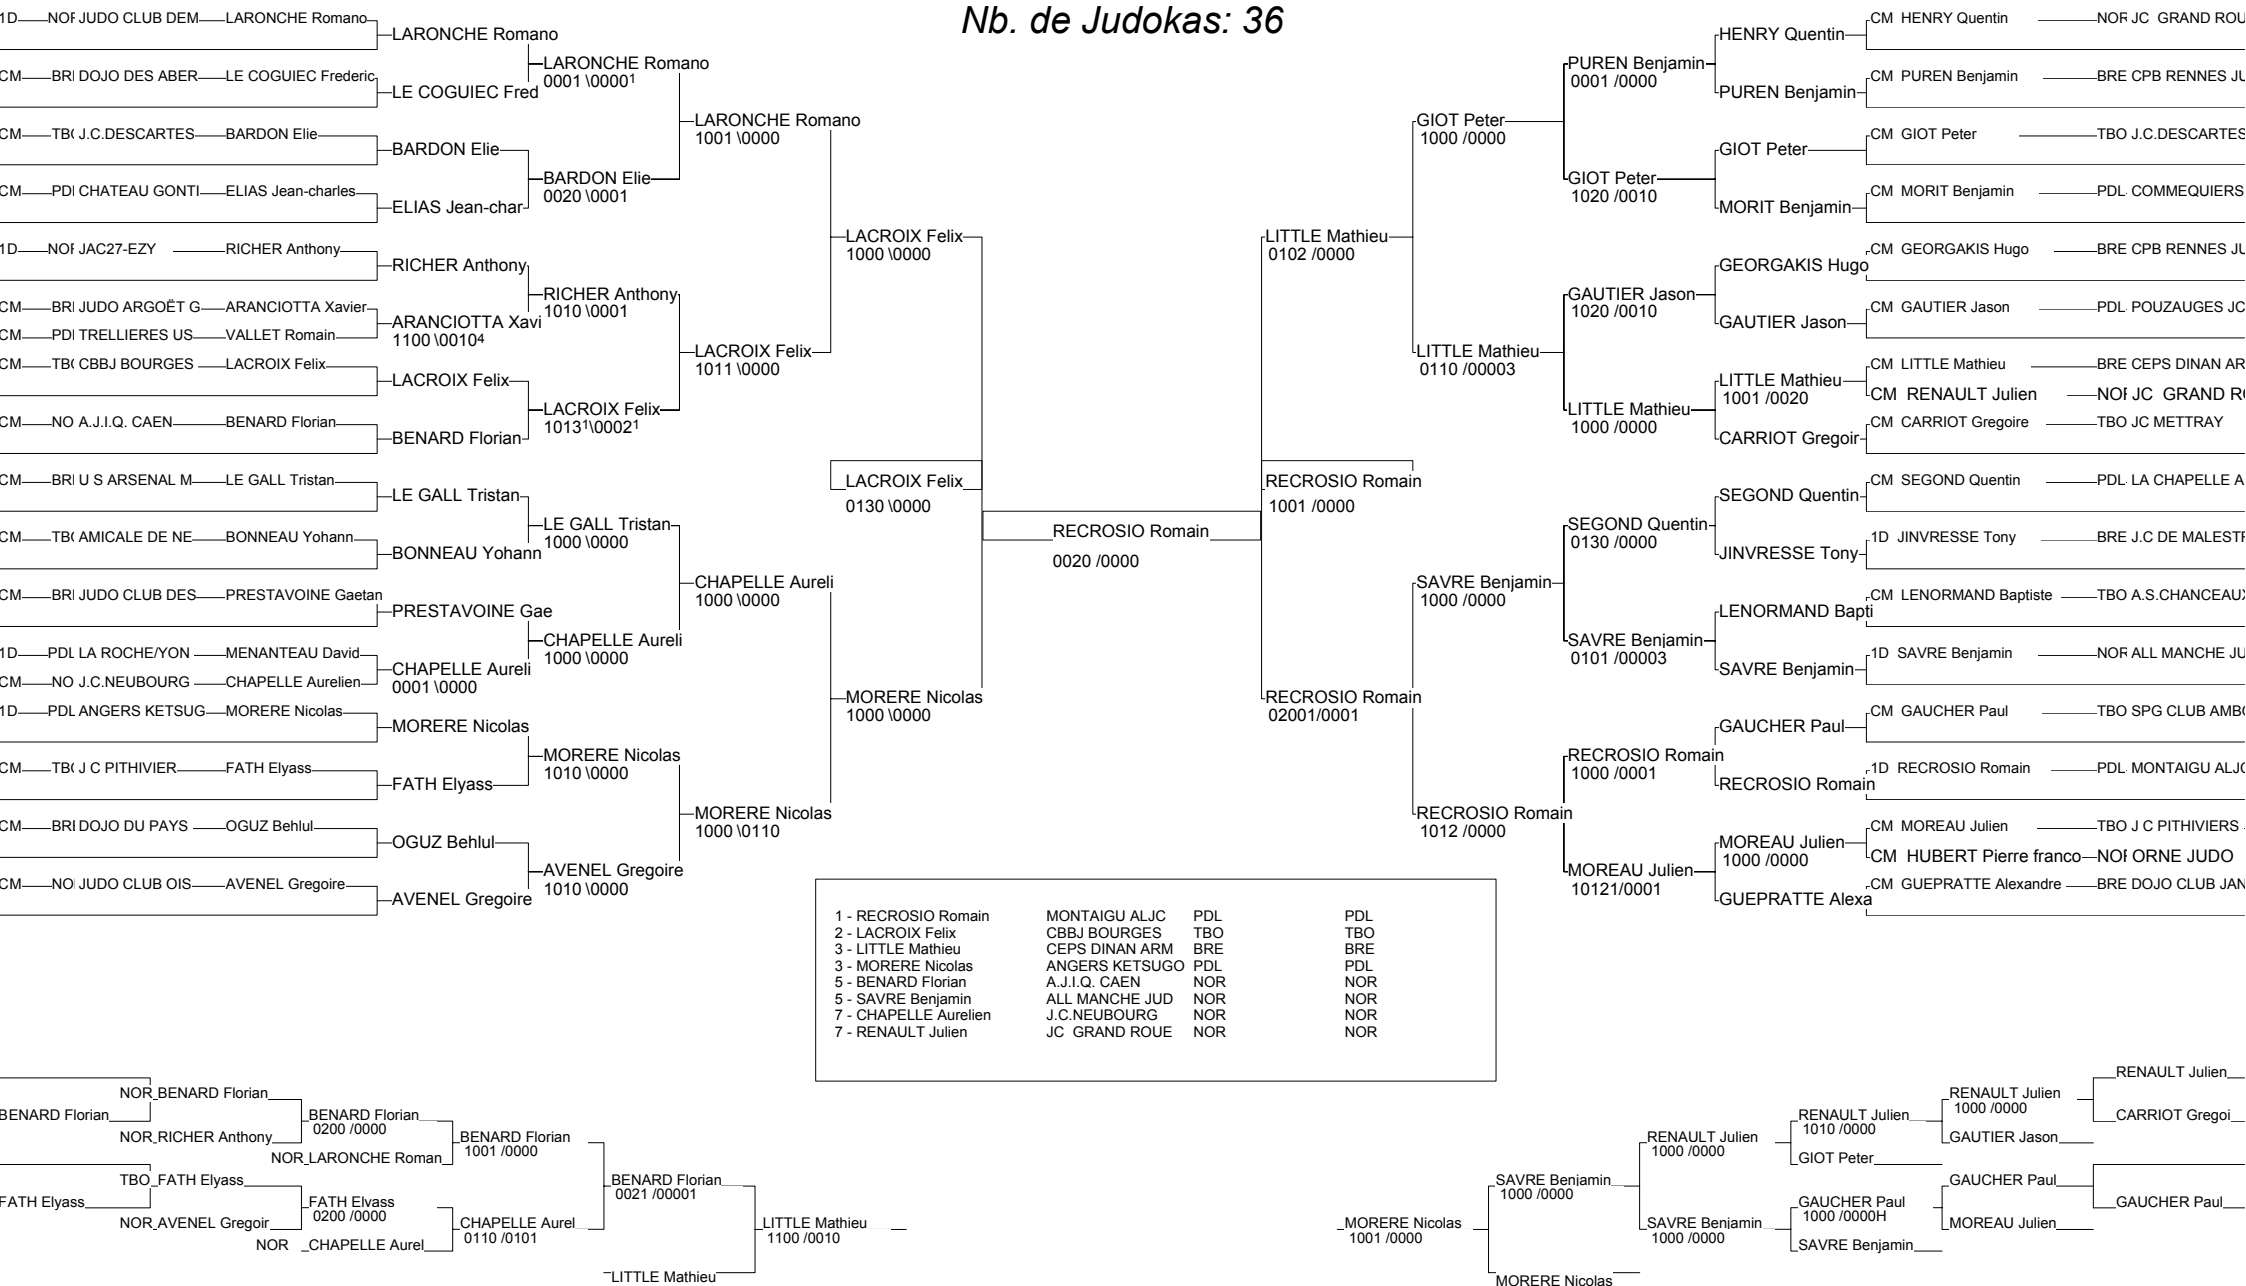 Nb. de Judokas: 36
1D NOR JUDO CLUB DEM LARONCHE Romano
CM BRI DOJO DES ABER LE COGUIEC Frederic
CM TBO J.C.DESCARTES BARDON Elie
CM PDL CHATEAU GONTI ELIAS Jean-charles
1D NOR JAC27-EZY RICHER Anthony
CM BRI JUDO ARGOËT G ARANCIOTTA Xavier
CM PDL TRELLIERES US VALLET Romain
CM TBO CBBJ BOURGES LACROIX Felix
CM NO A.J.I.Q. CAEN BENARD Florian
CM BRI U S ARSENAL M LE GALL Tristan
CM TBO AMICALE DE NE BONNEAU Yohann
CM BRI JUDO CLUB DES PRESTAVOINE Gaetan
1D PDL LA ROCHE/YON MENANTEAU David
CM NO J.C.NEUBOURG CHAPELLE Aurelien
1D PDL ANGERS KETSUG MORERE Nicolas
CM TBO J C PITHIVIER FATH Elyass
CM BRI DOJO DU PAYS OGUZ Behlul
CM NO JUDO CLUB OIS AVENEL Gregoire
LARONCHE Romano
LE COGUIEC Fred
BARDON Elie
ELIAS Jean-char
RICHER Anthony
ARANCIOTTA Xavi
1100 \00104
LACROIX Felix
BENARD Florian
LE GALL Tristan
BONNEAU Yohann
PRESTAVOINE Gae
CHAPELLE Aureli
0001 \0000
MORERE Nicolas
FATH Elyass
OGUZ Behlul
AVENEL Gregoire
LARONCHE Romano
0001 \00001
BARDON Elie
0020 \0001
RICHER Anthony
1010 \0001
LACROIX Felix
10131\00021
LE GALL Tristan
1000 \0000
CHAPELLE Aureli
1000 \0000
MORERE Nicolas
1010 \0000
AVENEL Gregoire
1010 \0000
LARONCHE Romano
1001 \0000
LACROIX Felix
1011 \0000
CHAPELLE Aureli
1000 \0000
MORERE Nicolas
1000 \0110
LACROIX Felix
1000 \0000
LACROIX Felix
0130 \0000
MORERE Nicolas
1000 \0000
RECROSIO Romain
0020 /0000
LITTLE Mathieu
0102 /0000
RECROSIO Romain
1001 /0000
RECROSIO Romain
02001/0001
GIOT Peter
1000 /0000
LITTLE Mathieu
0110 /00003
SAVRE Benjamin
1000 /0000
RECROSIO Romain
1012 /0000
PUREN Benjamin
0001 /0000
GIOT Peter
1020 /0010
GAUTIER Jason
1020 /0010
LITTLE Mathieu
1000 /0000
SEGOND Quentin
0130 /0000
SAVRE Benjamin
0101 /00003
RECROSIO Romain
1000 /0001
MOREAU Julien
10121/0001
HENRY Quentin
PUREN Benjamin
GIOT Peter
MORIT Benjamin
GEORGAKIS Hugo
GAUTIER Jason
LITTLE Mathieu
1001 /0020
CARRIOT Gregoir
SEGOND Quentin
JINVRESSE Tony
LENORMAND Bapti
SAVRE Benjamin
GAUCHER Paul
RECROSIO Romain
MOREAU Julien
1000 /0000
GUEPRATTE Alexa
CM HENRY Quentin NOR JC GRAND ROU
CM PUREN Benjamin BRE CPB RENNES JU
CM GIOT Peter TBO J.C.DESCARTES
CM MORIT Benjamin PDL COMMEQUIERS
CM GEORGAKIS Hugo BRE CPB RENNES JU
CM GAUTIER Jason PDL POUZAUGES JC
CM LITTLE Mathieu BRE CEPS DINAN AR
CM RENAULT Julien NOR JC GRAND RO
CM CARRIOT Gregoire TBO JC METTRAY
CM SEGOND Quentin PDL LA CHAPELLE A
1D JINVRESSE Tony BRE J.C DE MALESTR
CM LENORMAND Baptiste TBO A.S.CHANCEAUX
1D SAVRE Benjamin NOR ALL MANCHE JU
CM GAUCHER Paul TBO SPG CLUB AMBO
1D RECROSIO Romain PDL MONTAIGU ALJC
CM MOREAU Julien TBO J C PITHIVIERS
CM HUBERT Pierre franco NOR ORNE JUDO
CM GUEPRATTE Alexandre BRE DOJO CLUB JAN
1 - RECROSIO Romain MONTAIGU ALJC PDL PDL
2 - LACROIX Felix CBBJ BOURGES TBO TBO
3 - LITTLE Mathieu CEPS DINAN ARM BRE BRE
3 - MORERE Nicolas ANGERS KETSUGO PDL PDL
5 - BENARD Florian A.J.I.Q. CAEN NOR NOR
5 - SAVRE Benjamin ALL MANCHE JUD NOR NOR
7 - CHAPELLE Aurelien J.C.NEUBOURG NOR NOR
7 - RENAULT Julien JC GRAND ROUE NOR NOR
BENARD Florian
FATH Elyass
NOR BENARD Florian
NOR RICHER Anthony
TBO FATH Elyass
NOR AVENEL Gregoir
BENARD Florian
0200 /0000
NOR LARONCHE Roman
FATH Elyass
0200 /0000
NOR CHAPELLE Aurel
BENARD Florian
1001 /0000
CHAPELLE Aurel
0110 /0101
BENARD Florian
0021 /00001
LITTLE Mathieu
LITTLE Mathieu
1100 /0010
MORERE Nicolas
1001 /0000
SAVRE Benjamin
1000 /0000
MORERE Nicolas
RENAULT Julien
1000 /0000
SAVRE Benjamin
1000 /0000
RENAULT Julien
1010 /0000
GIOT Peter
GAUCHER Paul
1000 /0000H
SAVRE Benjamin
RENAULT Julien
1000 /0000
GAUTIER Jason
GAUCHER Paul
MOREAU Julien
RENAULT Julien
CARRIOT Gregoi
GAUCHER Paul